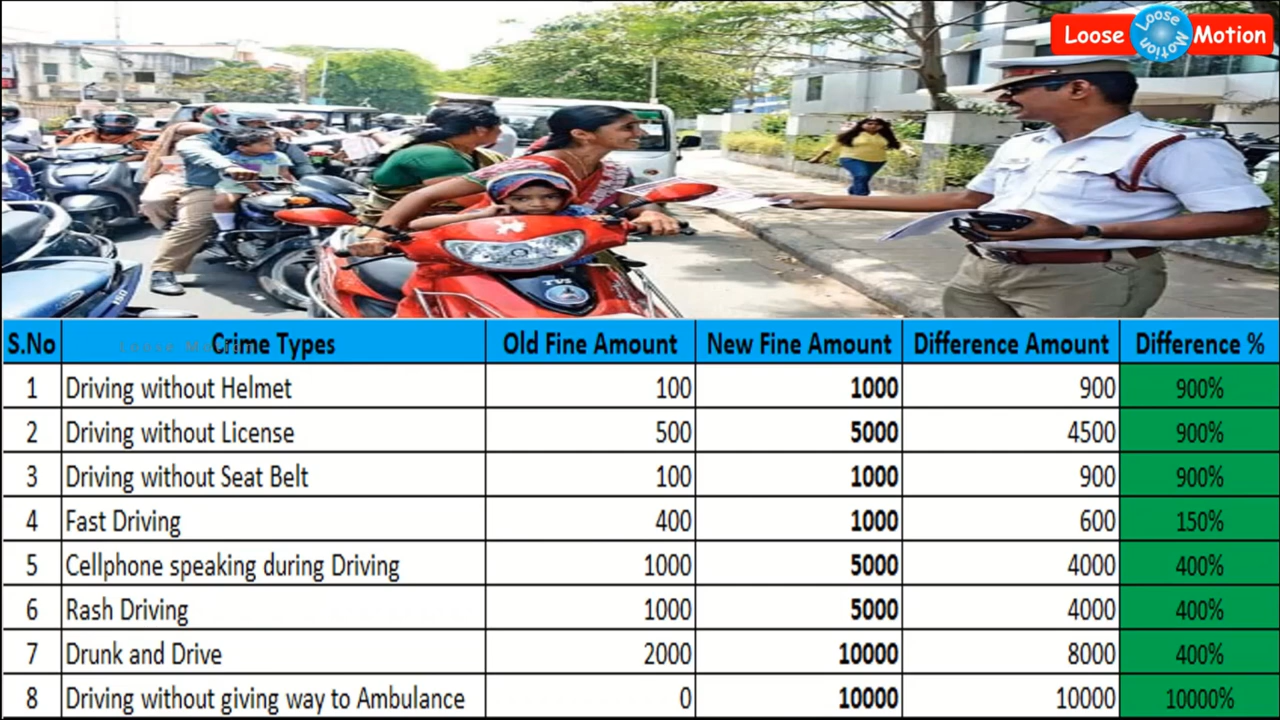 Loose Loose Motion Motion
TVS
S.No Crime Types Old Fine Amount New Fine Amount Difference Amount Difference %
1 Driving without Helmet 100 1000 900 900%
2 Driving without License 500 5000 4500 900%
3 Driving without Seat Belt 100 1000 900 900%
4 Fast Driving 400 1000 600 150%
5 Cellphone speaking during Driving 1000 5000 4000 400%
6 Rash Driving 1000 5000 4000 400%
7 Drunk and Drive 2000 10000 8000 400%
8 Driving without giving way to Ambulance 0 10000 10000 10000%